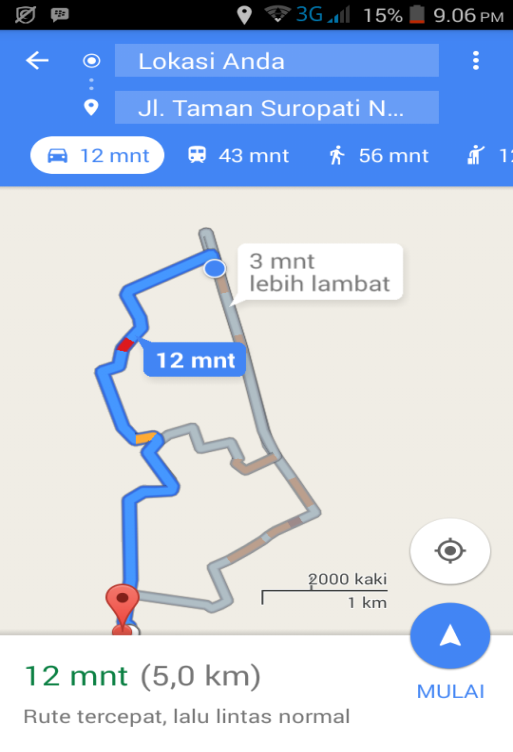 3G 15% 9.06 PM
Lokasi Anda
Jl. Taman Suropati N...
12 mnt 43 mnt 56 mnt
3 mnt
lebih lambat
12 mnt
2000 kaki
1 km
12 mnt (5,0 km)
MULAI
Rute tercepat, lalu lintas normal